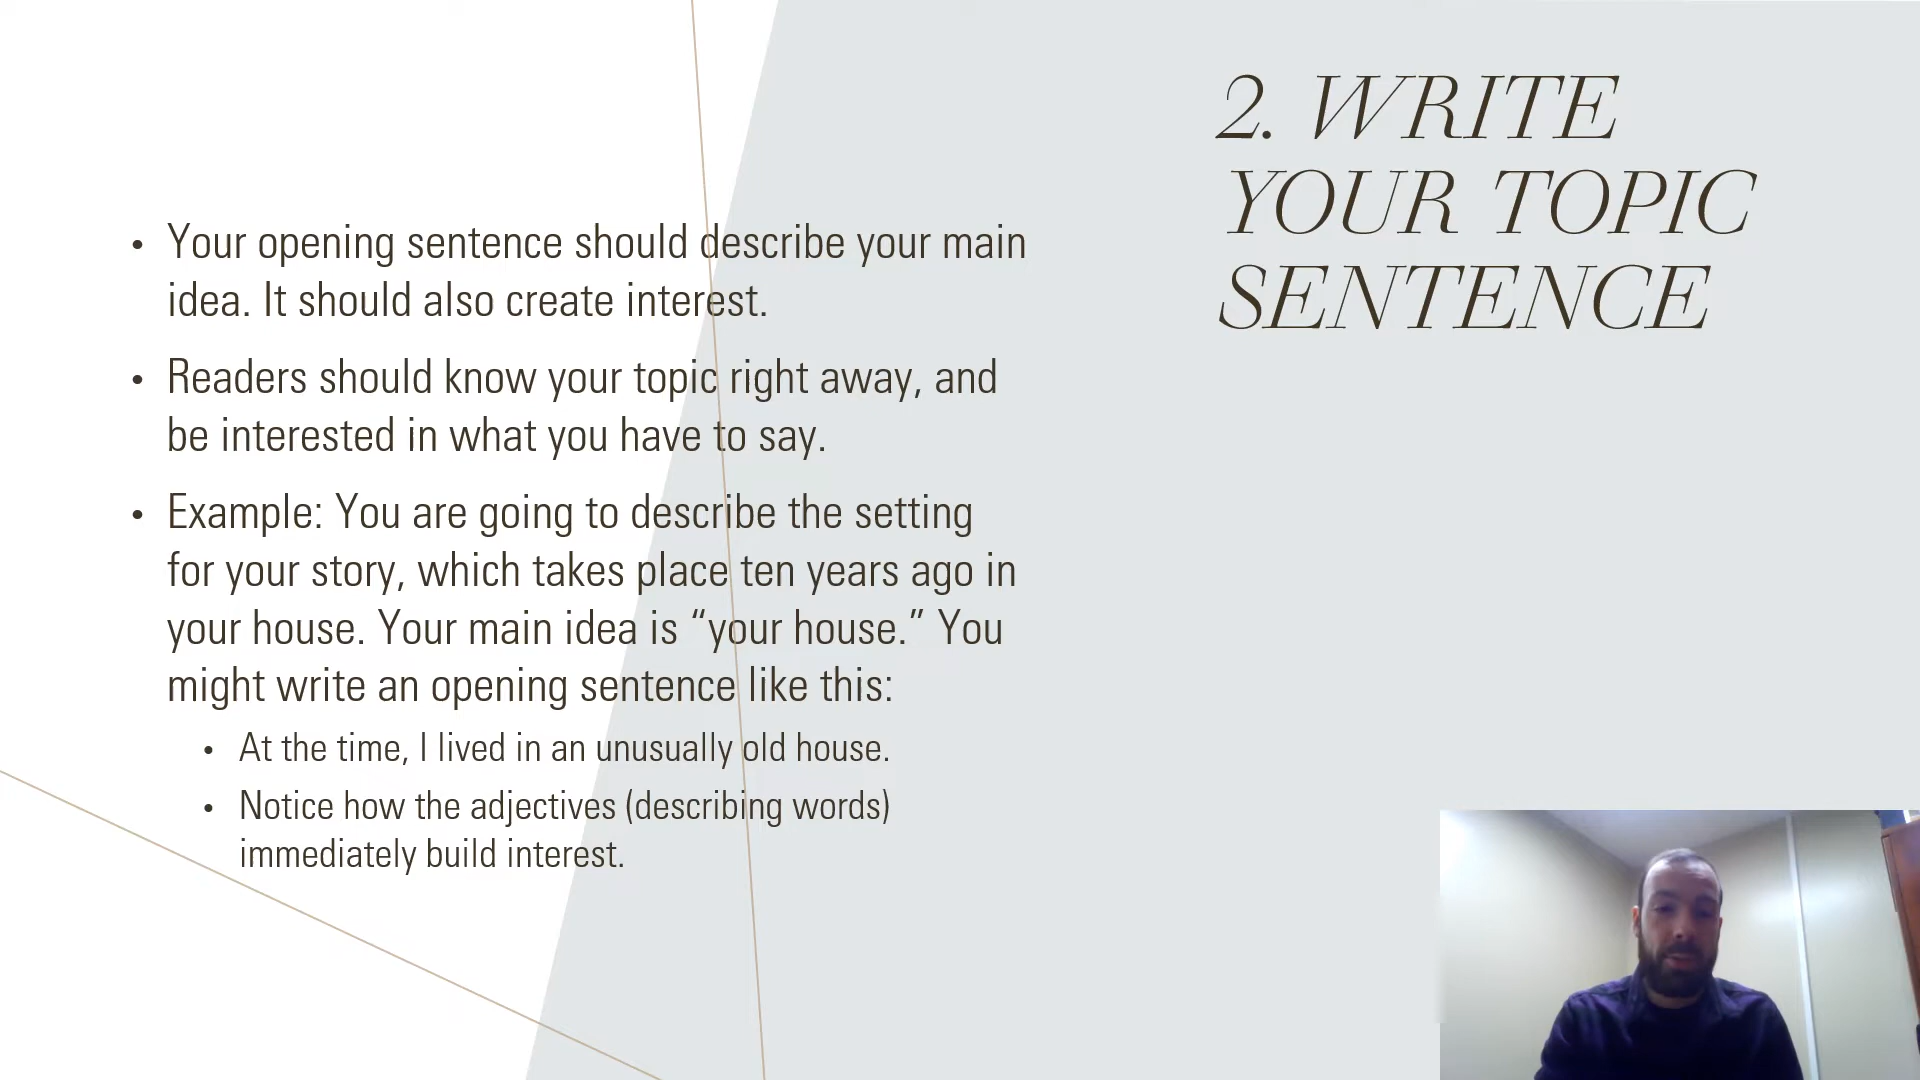 2. WRITE
YOUR TOPIC
SENTENCE
• Your opening sentence should describe your main
idea. It should also create interest.
• Readers should know your topic right away, and
be interested in what you have to say.
• Example: You are going to describe the setting
for your story, which takes place ten years ago in
your house. Your main idea is “your house.” You
might write an opening sentence like this:
• At the time, I lived in an unusually old house.
• Notice how the adjectives (describing words)
immediately build interest.